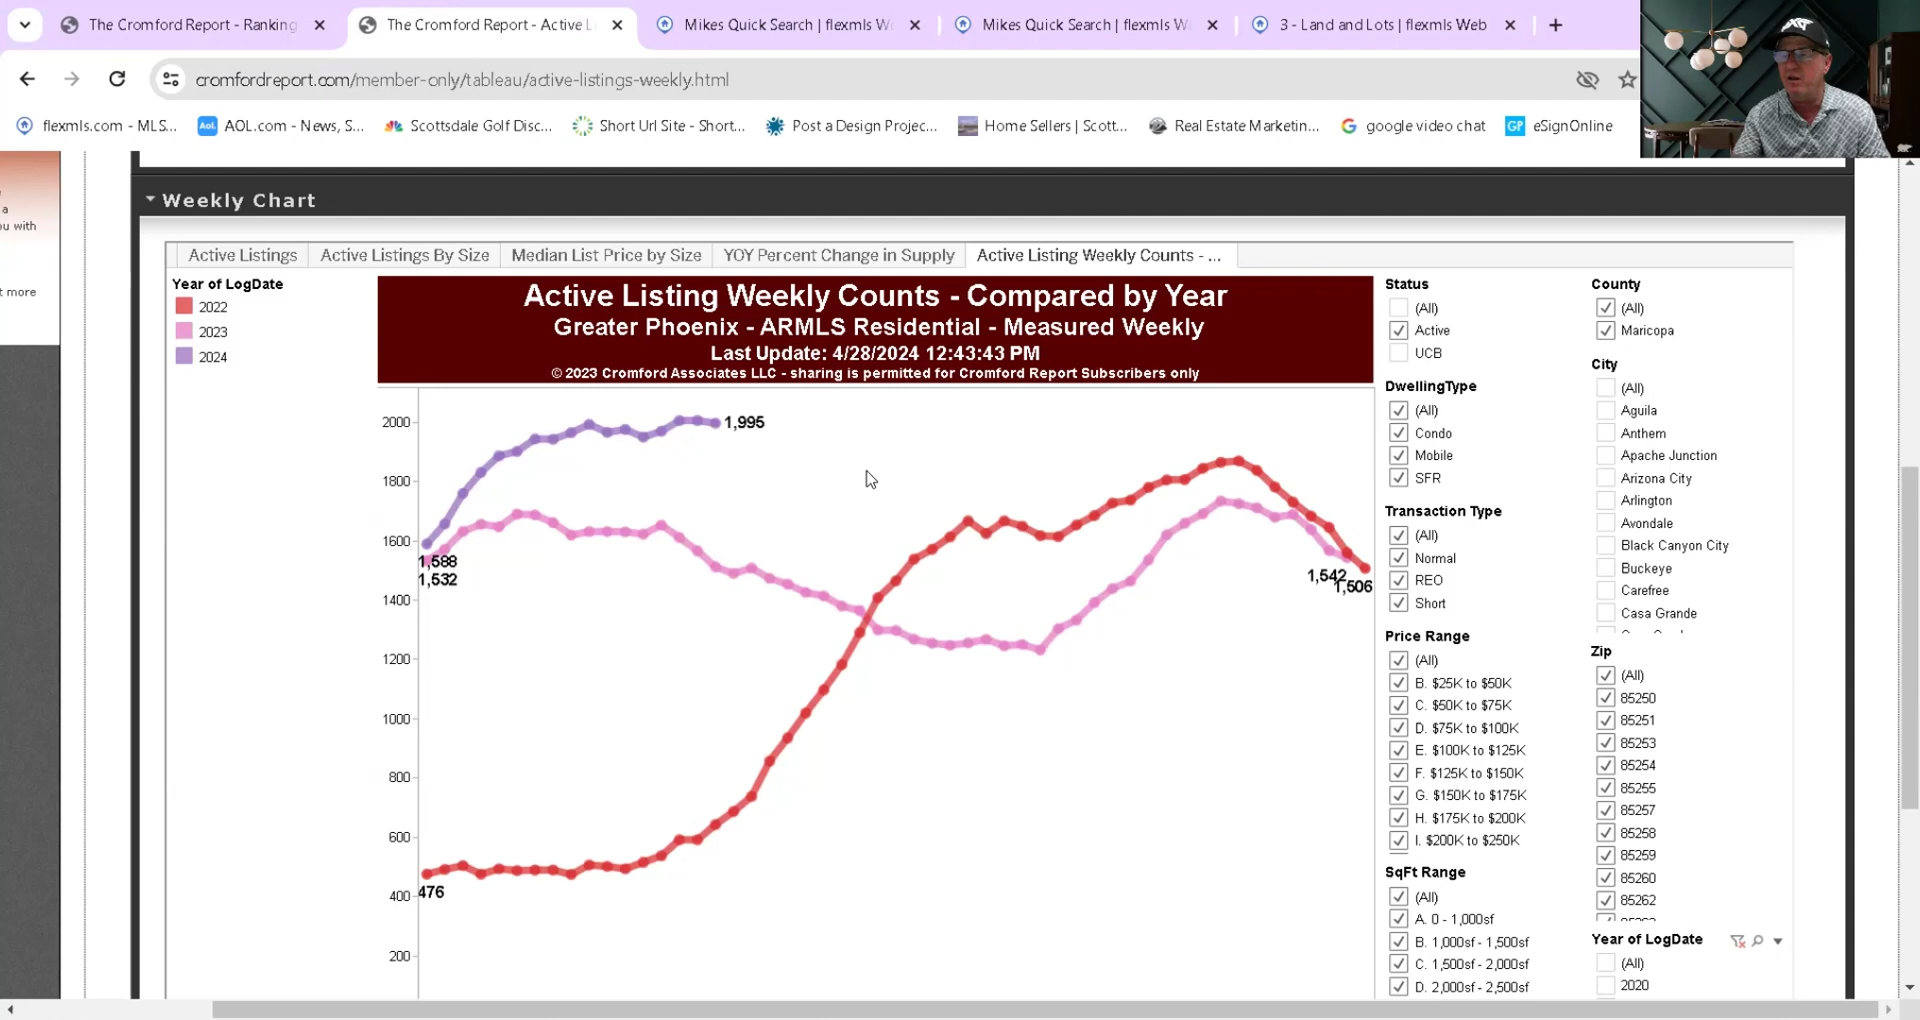 The Cromford Report - Ranking
The Cromford Report - Active Li
Mikes Quick Search | flexmls We
Mikes Quick Search | flexmls We
3 - Land and Lots | flexmls Web
cromfordreport.com/member-only/tableau/active-listings-weekly.html
flexmls.com - MLS...
Aol.
AOL.com - News, S...
Scottsdale Golf Disc...
Short Url Site - Short...
Post a Design Projec...
Home Sellers | Scott...
Real Estate Marketin...
google video chat
GP
eSignOnline
a
ou with
t more
Weekly Chart
Active Listings
Active Listings By Size
Median List Price by Size
YOY Percent Change in Supply
Active Listing Weekly Counts - ...
Year of LogDate
2022
2023
2024
Active Listing Weekly Counts - Compared by Year
Greater Phoenix - ARMLS Residential - Measured Weekly
Last Update: 4/28/2024 12:43:43 PM
© 2023 Cromford Associates LLC - sharing is permitted for Cromford Report Subscribers only
2000
1800
1600
1400
1200
1000
800
600
400
200
1,995
1,588
1,532
476
1,542
1,506
Status
(All)
Active
UCB
DwellingType
(All)
Condo
Mobile
SFR
Transaction Type
(All)
Normal
REO
Short
Price Range
(All)
B. $25K to $50K
C. $50K to $75K
D. $75K to $100K
E. $100K to $125K
F. $125K to $150K
G. $150K to $175K
H. $175K to $200K
I. $200K to $250K
SqFt Range
(All)
A. 0 - 1,000sf
B. 1,000sf - 1,500sf
C. 1,500sf - 2,000sf
D. 2,000sf - 2,500sf
County
(All)
Maricopa
City
(All)
Aguila
Anthem
Apache Junction
Arizona City
Arlington
Avondale
Black Canyon City
Buckeye
Carefree
Casa Grande
Zip
(All)
85250
85251
85253
85254
85255
85257
85258
85259
85260
85262
Year of LogDate
(All)
2020